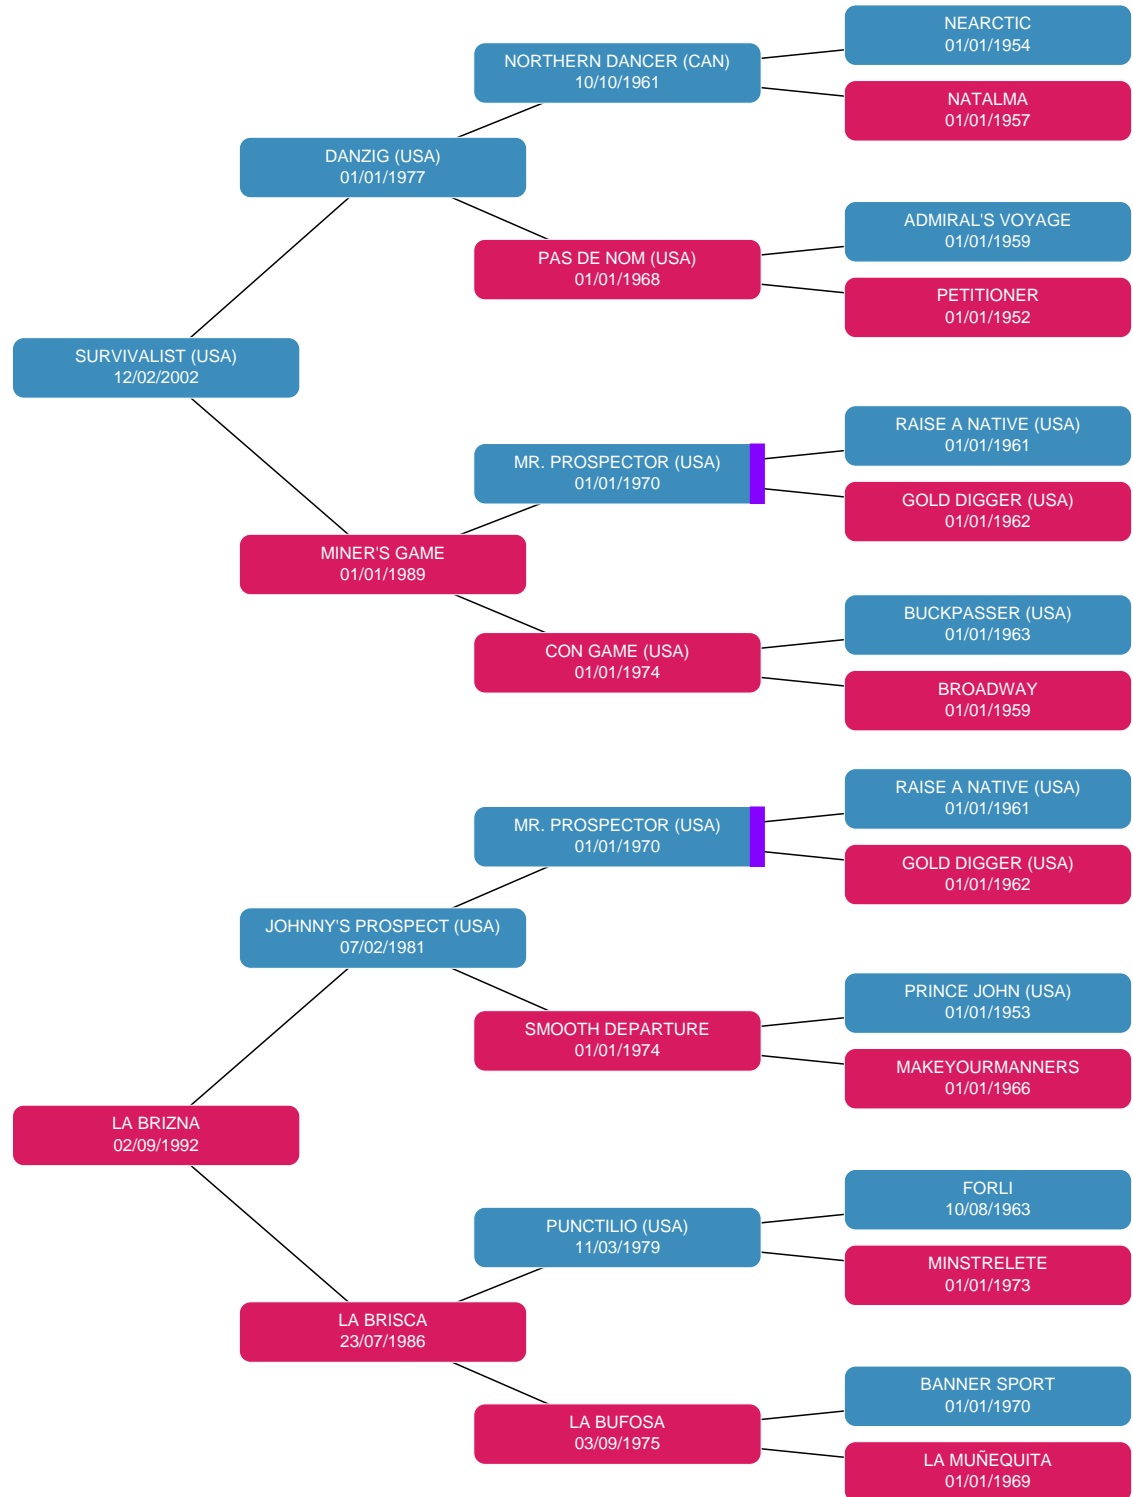 NEARCTIC
01/01/1954
NORTHERN DANCER (CAN)
10/10/1961
NATALMA
01/01/1957
DANZIG (USA)
01/01/1977
ADMIRAL'S VOYAGE
01/01/1959
PAS DE NOM (USA)
01/01/1968
PETITIONER
01/01/1952
SURVIVALIST (USA)
12/02/2002
RAISE A NATIVE (USA)
01/01/1961
MR. PROSPECTOR (USA)
01/01/1970
GOLD DIGGER (USA)
01/01/1962
MINER'S GAME
01/01/1989
BUCKPASSER (USA)
01/01/1963
CON GAME (USA)
01/01/1974
BROADWAY
01/01/1959
RAISE A NATIVE (USA)
01/01/1961
MR. PROSPECTOR (USA)
01/01/1970
GOLD DIGGER (USA)
01/01/1962
JOHNNY'S PROSPECT (USA)
07/02/1981
PRINCE JOHN (USA)
01/01/1953
SMOOTH DEPARTURE
01/01/1974
MAKEYOURMANNERS
01/01/1966
LA BRIZNA
02/09/1992
FORLI
10/08/1963
PUNCTILIO (USA)
11/03/1979
MINSTRELETE
01/01/1973
LA BRISCA
23/07/1986
BANNER SPORT
01/01/1970
LA BUFOSA
03/09/1975
LA MUÑEQUITA
01/01/1969